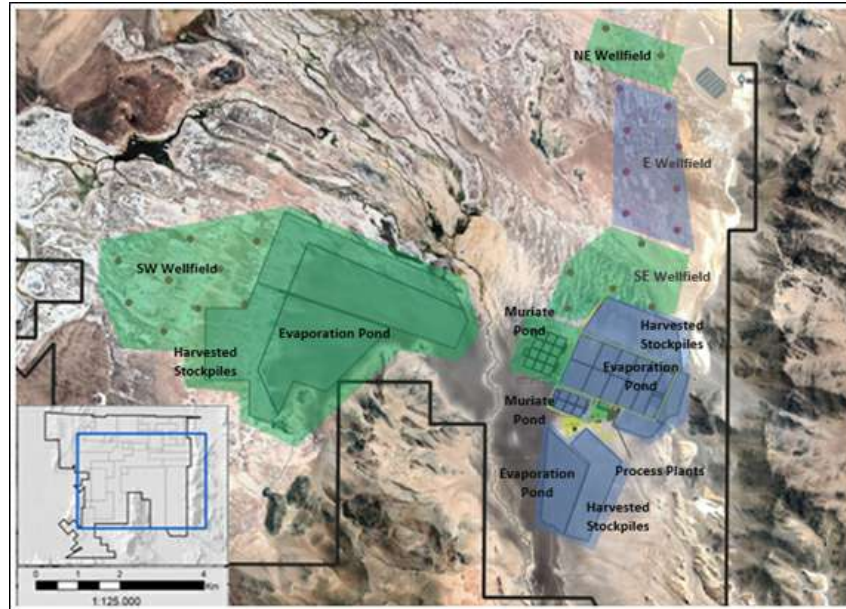 NE Wellfield
E Wellfield
SW Wellfield
SE Wellfield
Muriate
Pond
Harvested
Stockpiles
Evaporation Pond
Harvested
Stockpiles
Evaporation
Pond
Muriate
Pond
Evaporation
Pond
Process Plants
Harvested
Stockpiles
0 1 2 4
Km
1:125.000